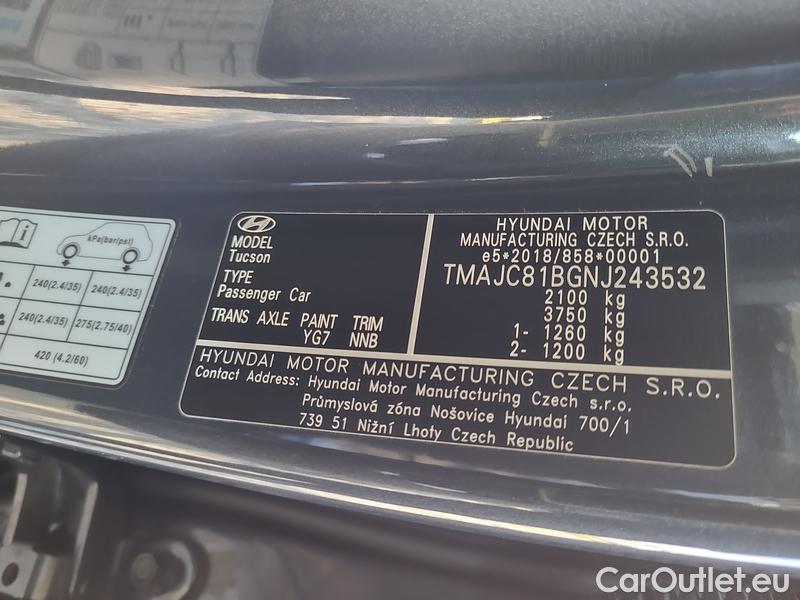 kPa(bar/psi)
240(2.4/35) 240(2.4/35)
240(2.4/35) 275(2.75/40)
420 (4.2/60)
MODEL
Tucson
TYPE
Passenger Car
TRANS AXLE PAINT TRIM
YG7 NNB
HYUNDAI MOTOR
MANUFACTURING CZECH S.R.O.
e5*2018/858*00001
TMAJC81BGNJ243532
2100 kg
3750 kg
1- 1260 kg
2- 1200 kg
HYUNDAI MOTOR MANUFACTURING CZECH S.R.O.
Contact Address: Hyundai Motor Manufacturing Czech s.r.o.
Průmyslová zóna Nošovice Hyundai 700/1
739 51 Nižní Lhoty Czech Republic
CarOutlet.eu